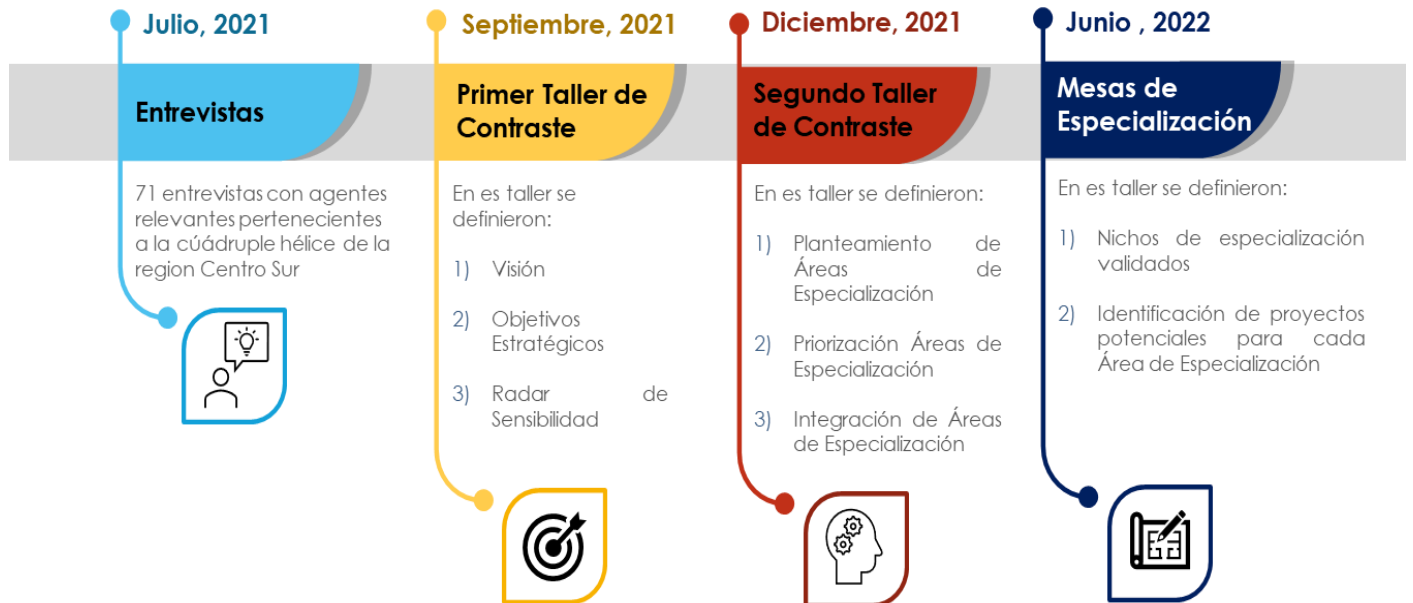 Julio, 2021
Entrevistas
71 entrevistas con agentes
relevantes pertenecientes
a la cúádruple hélice de la
region Centro Sur
Septiembre, 2021
Primer Taller de
Contraste
En es taller se
definieron:
1) Visión
2) Objetivos
Estratégicos
3) Radar de
Sensibilidad
Diciembre, 2021
Segundo Taller
de Contraste
En es taller se definieron:
1) Planteamiento de
Áreas de
Especialización
2) Priorización Áreas de
Especialización
3) Integración de Áreas
de Especialización
Junio , 2022
Mesas de
Especialización
En es taller se definieron:
1) Nichos de especialización
validados
2) Identificación de proyectos
potenciales para cada
Área de Especialización